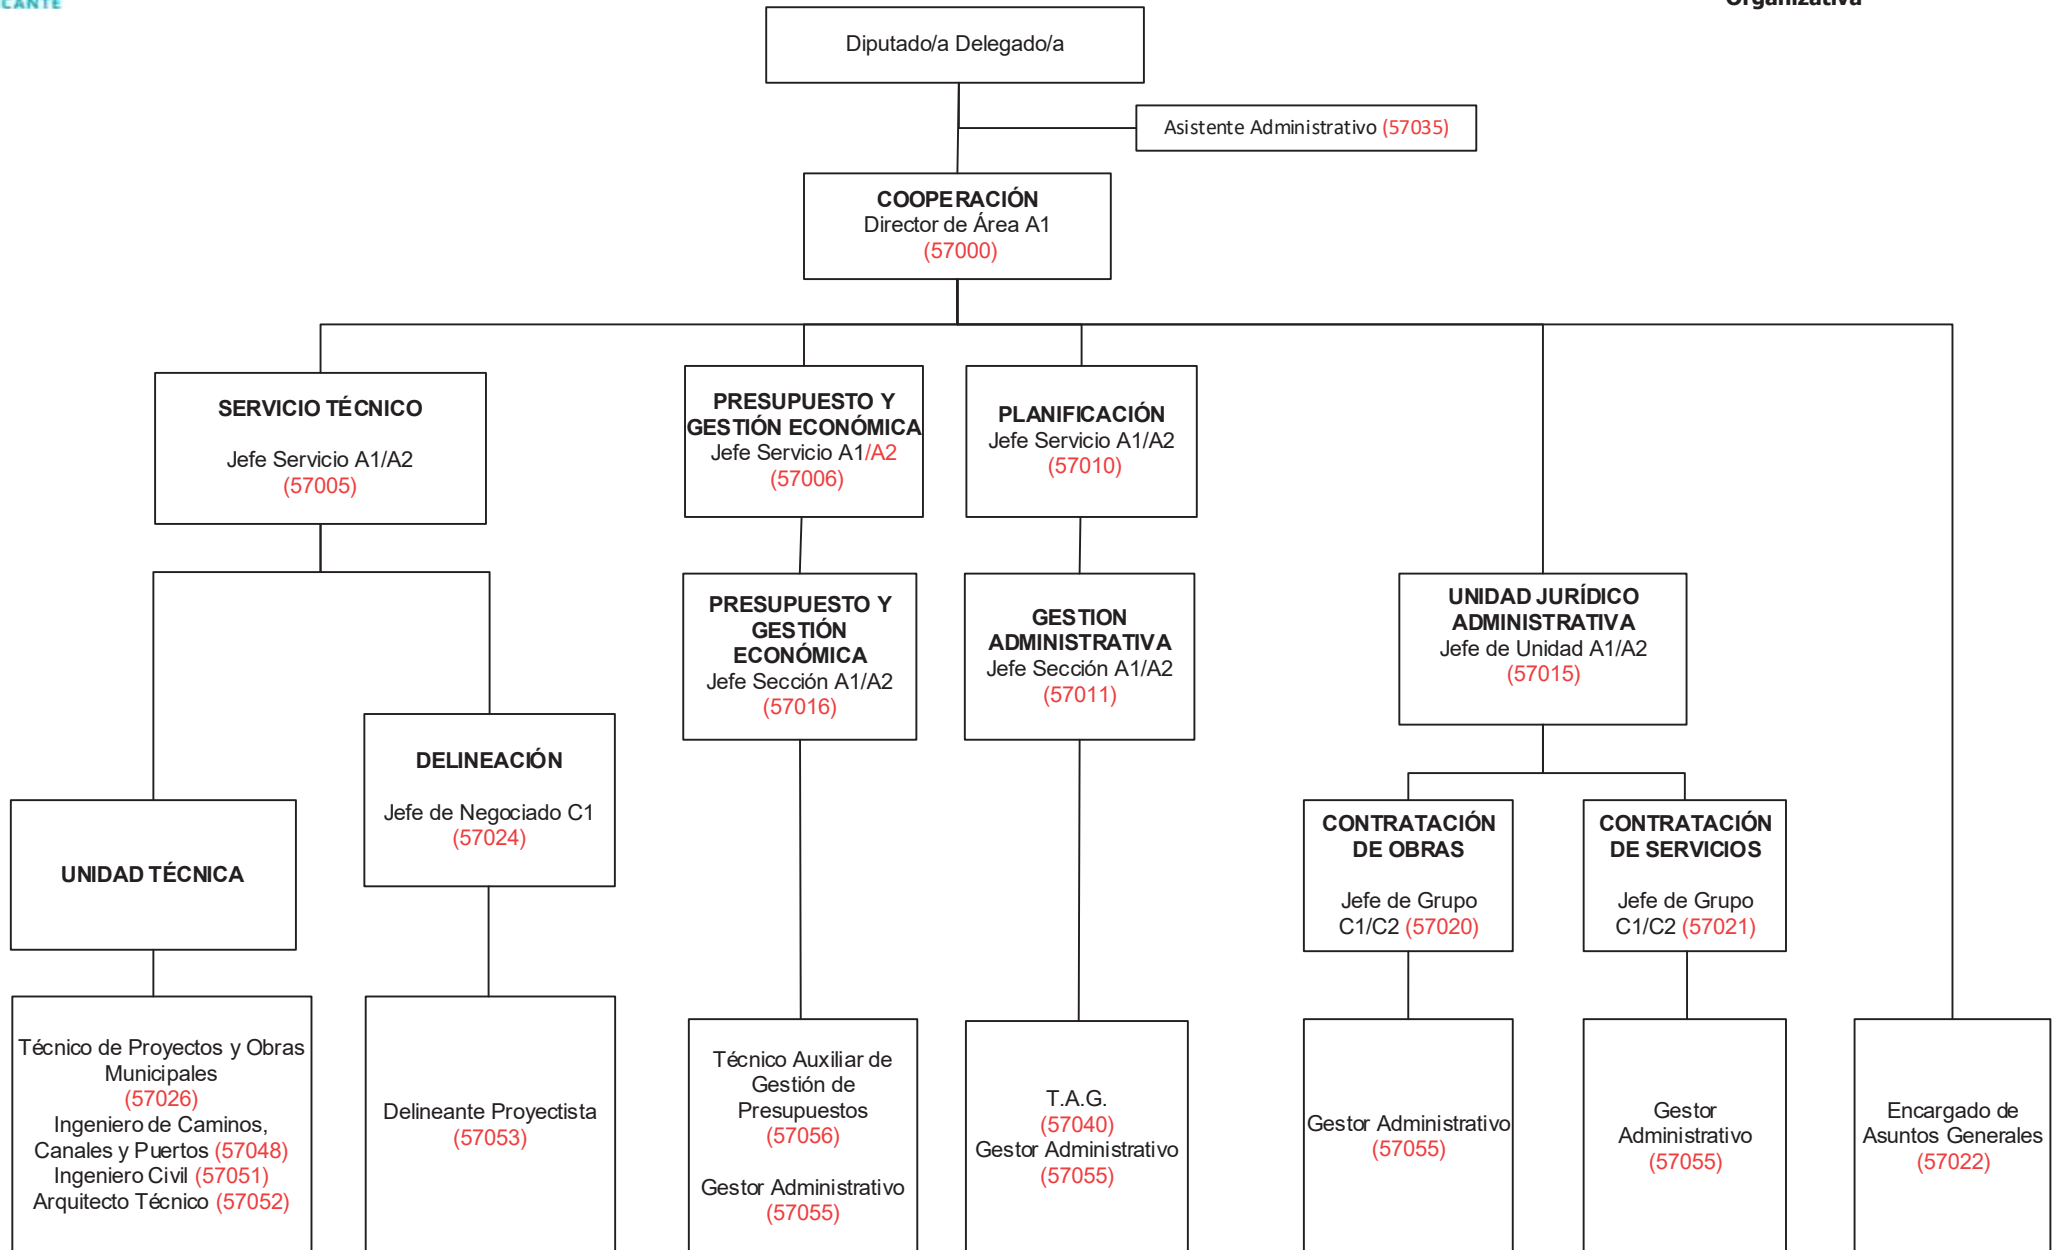 Organizativa
Diputado/a Delegado/a
Asistente Administrativo (57035)
COOPERACIÓN
Director de Área A1
(57000)
SERVICIO TÉCNICO
Jefe Servicio A1/A2
(57005)
PRESUPUESTO Y
GESTIÓN ECONÓMICA
Jefe Servicio A1/A2
(57006)
PLANIFICACIÓN
Jefe Servicio A1/A2
(57010)
PRESUPUESTO Y
GESTIÓN
ECONÓMICA
Jefe Sección A1/A2
(57016)
GESTION
ADMINISTRATIVA
Jefe Sección A1/A2
(57011)
UNIDAD JURÍDICO
ADMINISTRATIVA
Jefe de Unidad A1/A2
(57015)
DELINEACIÓN
Jefe de Negociado C1
(57024)
UNIDAD TÉCNICA
CONTRATACIÓN
DE OBRAS
Jefe de Grupo
C1/C2 (57020)
CONTRATACIÓN
DE SERVICIOS
Jefe de Grupo
C1/C2 (57021)
Técnico de Proyectos y Obras
Municipales
(57026)
Ingeniero de Caminos,
Canales y Puertos (57048)
Ingeniero Civil (57051)
Arquitecto Técnico (57052)
Delineante Proyectista
(57053)
Técnico Auxiliar de
Gestión de
Presupuestos
(57056)
Gestor Administrativo
(57055)
T.A.G.
(57040)
Gestor Administrativo
(57055)
Gestor Administrativo
(57055)
Gestor
Administrativo
(57055)
Encargado de
Asuntos Generales
(57022)